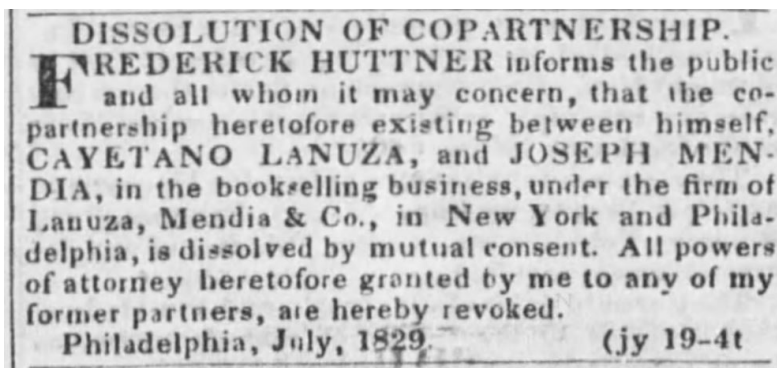 DISSOLUTION OF COPARTNERSHIP.
FREDERICK HUTTNER informs the public
and all whom it may concern, that the co-
partnership heretofore existing between himself,
CAYETANO LANUZA, and JOSEPH MEN-
DIA, in the bookselling business, under the firm of
Lanuza, Mendia & Co., in New York and Phila-
delphia, is dissolved by mutual consent. All powers
of attorney heretofore granted by me to any of my
former partners, are hereby revoked.
Philadelphia, July, 1829. (jy 19-4t